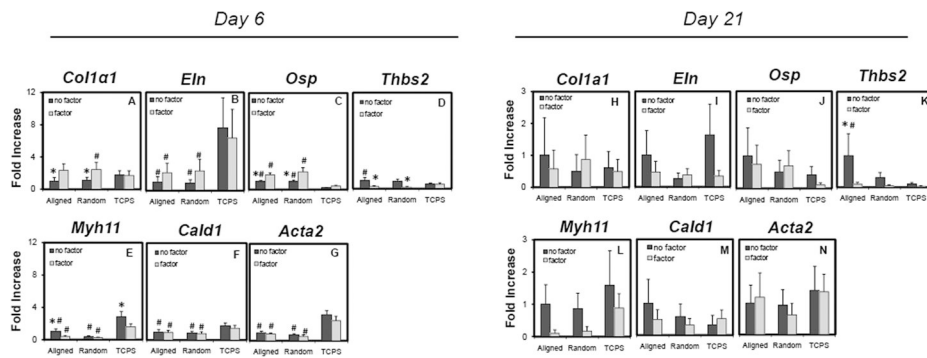 Day 6
Day 21
Col1α1 Eln Osp Thbs2
Col1a1 Eln Osp Thbs2
Fold Increase
12
8
4
0
no factor
factor
A
* * #
Aligned Random TCPS
no factor
factor
B
# # # #
Aligned Random TCPS
no factor
factor
C
*# # *# #
Aligned Random TCPS
no factor
factor
D
# * *
Aligned Random TCPS
Fold Increase
3
2
1
0
no factor
factor
H
Aligned Random TCPS
no factor
factor
I
Aligned Random TCPS
no factor
factor
J
Aligned Random TCPS
no factor
factor
K
*#
Aligned Random TCPS
Myh11 Cald1 Acta2
Myh11 Cald1 Acta2
Fold Increase
12
8
4
0
no factor
factor
E
*# # # # *
Aligned Random TCPS
no factor
factor
F
# # # #
Aligned Random TCPS
no factor
factor
G
# # # #
Aligned Random TCPS
Fold Increase
3
2
1
0
no factor
factor
L
Aligned Random TCPS
no factor
factor
M
Aligned Random TCPS
no factor
factor
N
Aligned Random TCPS